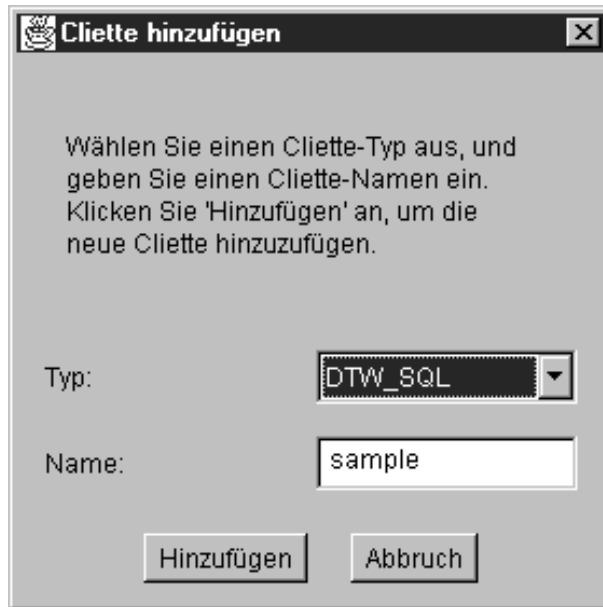 Cliette hinzufügen
Wählen Sie einen Cliette-Typ aus, und
geben Sie einen Cliette-Namen ein.
Klicken Sie 'Hinzufügen' an, um die
neue Cliette hinzuzufügen.
Typ: DTW_SQL
Name: sample
Hinzufügen Abbruch